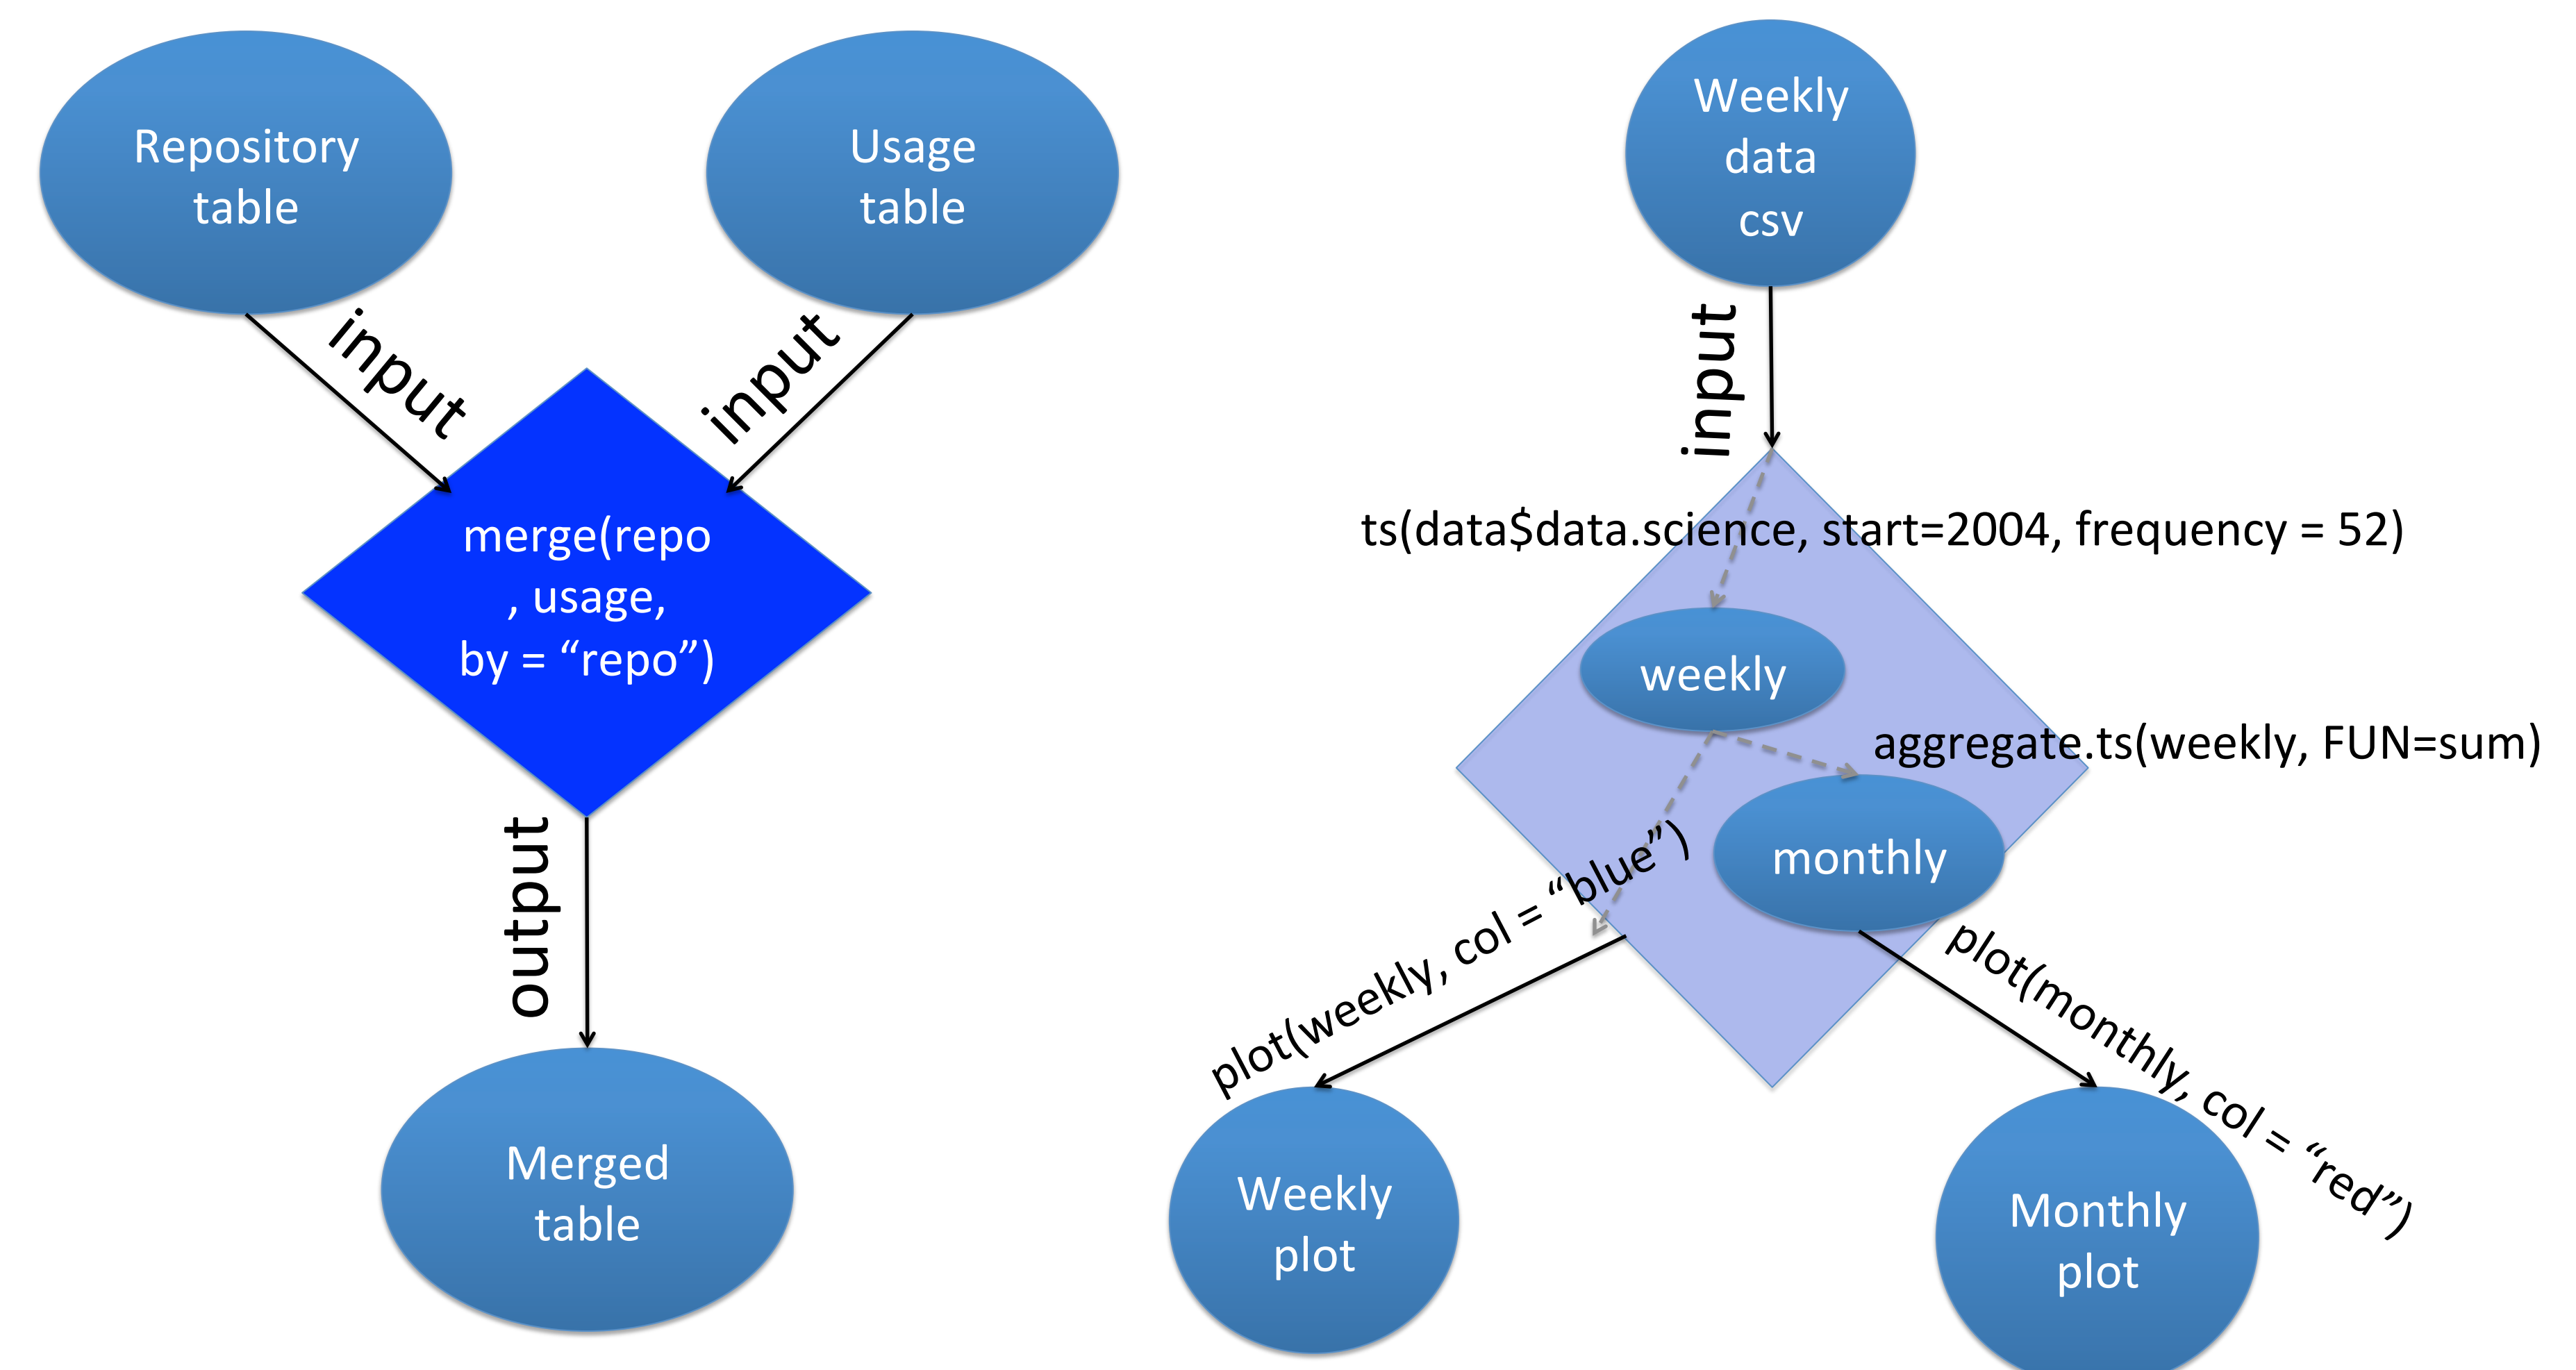 Repository
table
Usage
table
input
input
merge(repo
, usage,
by = “repo”)
output
Merged
table
Weekly
data
csv
input
ts(data$data.science, start=2004, frequency = 52)
weekly
aggregate.ts(weekly, FUN=sum)
monthly
plot(weekly, col = “blue”)
plot(monthly, col = “red”)
Weekly
plot
Monthly
plot